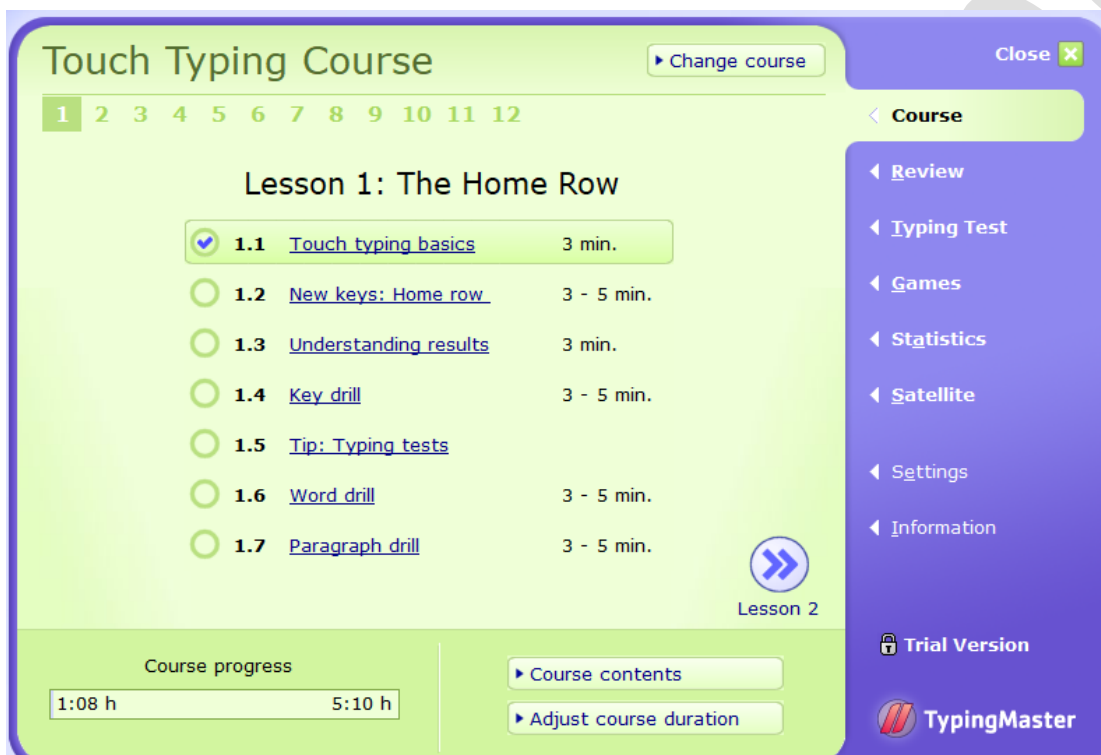 Touch Typing Course
Change course
1 2 3 4 5 6 7 8 9 10 11 12
Lesson 1: The Home Row
1.1 Touch typing basics 3 min.
1.2 New keys: Home row 3 - 5 min.
1.3 Understanding results 3 min.
1.4 Key drill 3 - 5 min.
1.5 Tip: Typing tests
1.6 Word drill 3 - 5 min.
1.7 Paragraph drill 3 - 5 min.
Lesson 2
Course progress
1:08 h 5:10 h
Course contents
Adjust course duration
Close
Course
Review
Typing Test
Games
Statistics
Satellite
Settings
Information
Trial Version
TypingMaster